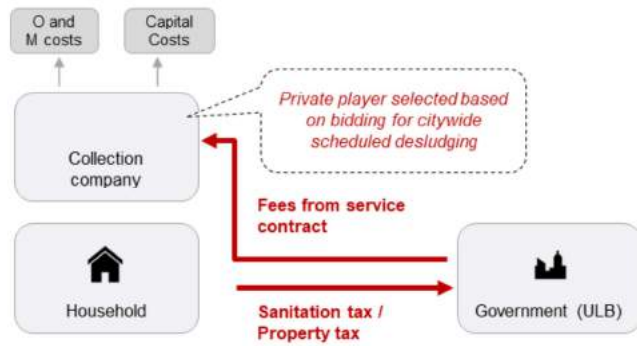 O and
M costs
Capital
Costs
Private player selected based
on bidding for citywide
scheduled desludging
Collection
company
Fees from service
contract
Household
Sanitation tax /
Property tax
Government (ULB)